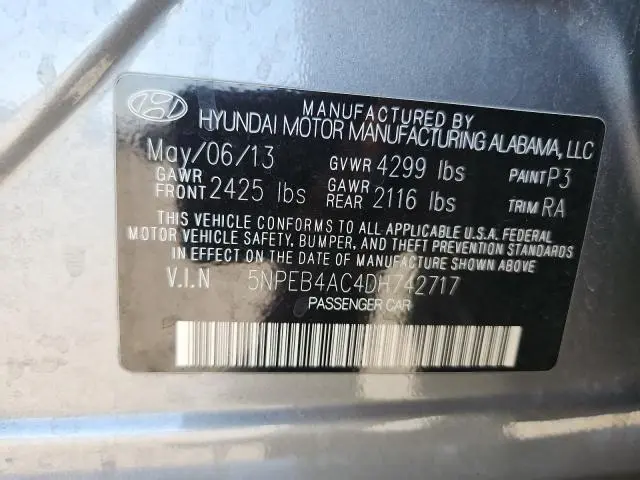 MANUFACTURED BY
HYUNDAI MOTOR MANUFACTURING ALABAMA, LLC
May/06/13 GVWR 4299 lbs PAINT P3
GAWR FRONT 2425 lbs GAWR REAR 2116 lbs TRIM RA
THIS VEHICLE CONFORMS TO ALL APPLICABLE U.S.A. FEDERAL
MOTOR VEHICLE SAFETY, BUMPER, AND THEFT PREVENTION STANDARDS
IN EFFECT ON THE DATE OF MANUFACTURE SHOWN ABOVE.
V.I.N 5NPEB4AC4DH742717
PASSENGER CAR